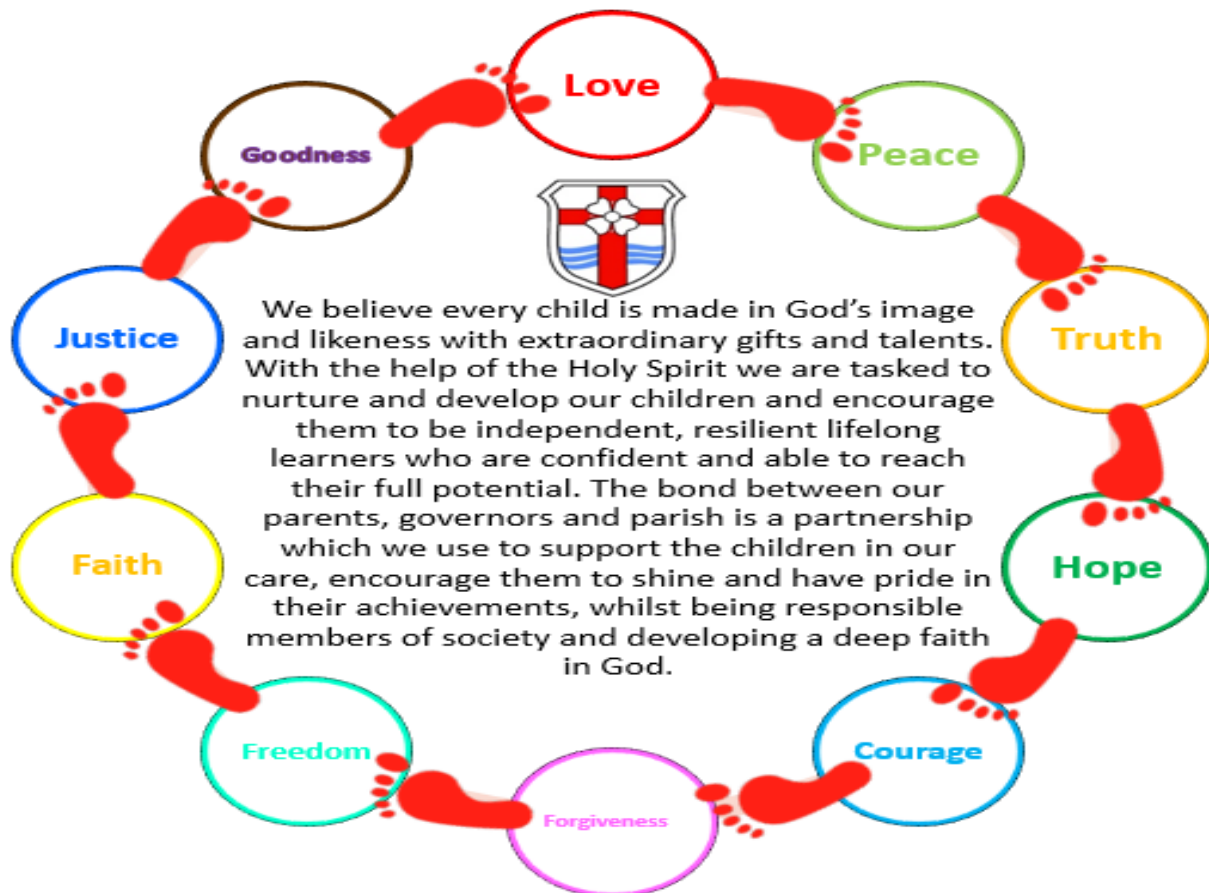 Love
Peace
Goodness
Justice
Truth
We believe every child is made in God’s image
and likeness with extraordinary gifts and talents.
With the help of the Holy Spirit we are tasked to
nurture and develop our children and encourage
them to be independent, resilient lifelong
learners who are confident and able to reach
their full potential. The bond between our
parents, governors and parish is a partnership
which we use to support the children in our
care, encourage them to shine and have pride in
their achievements, whilst being responsible
members of society and developing a deep faith
in God.
Faith
Hope
Freedom
Courage
Forgiveness